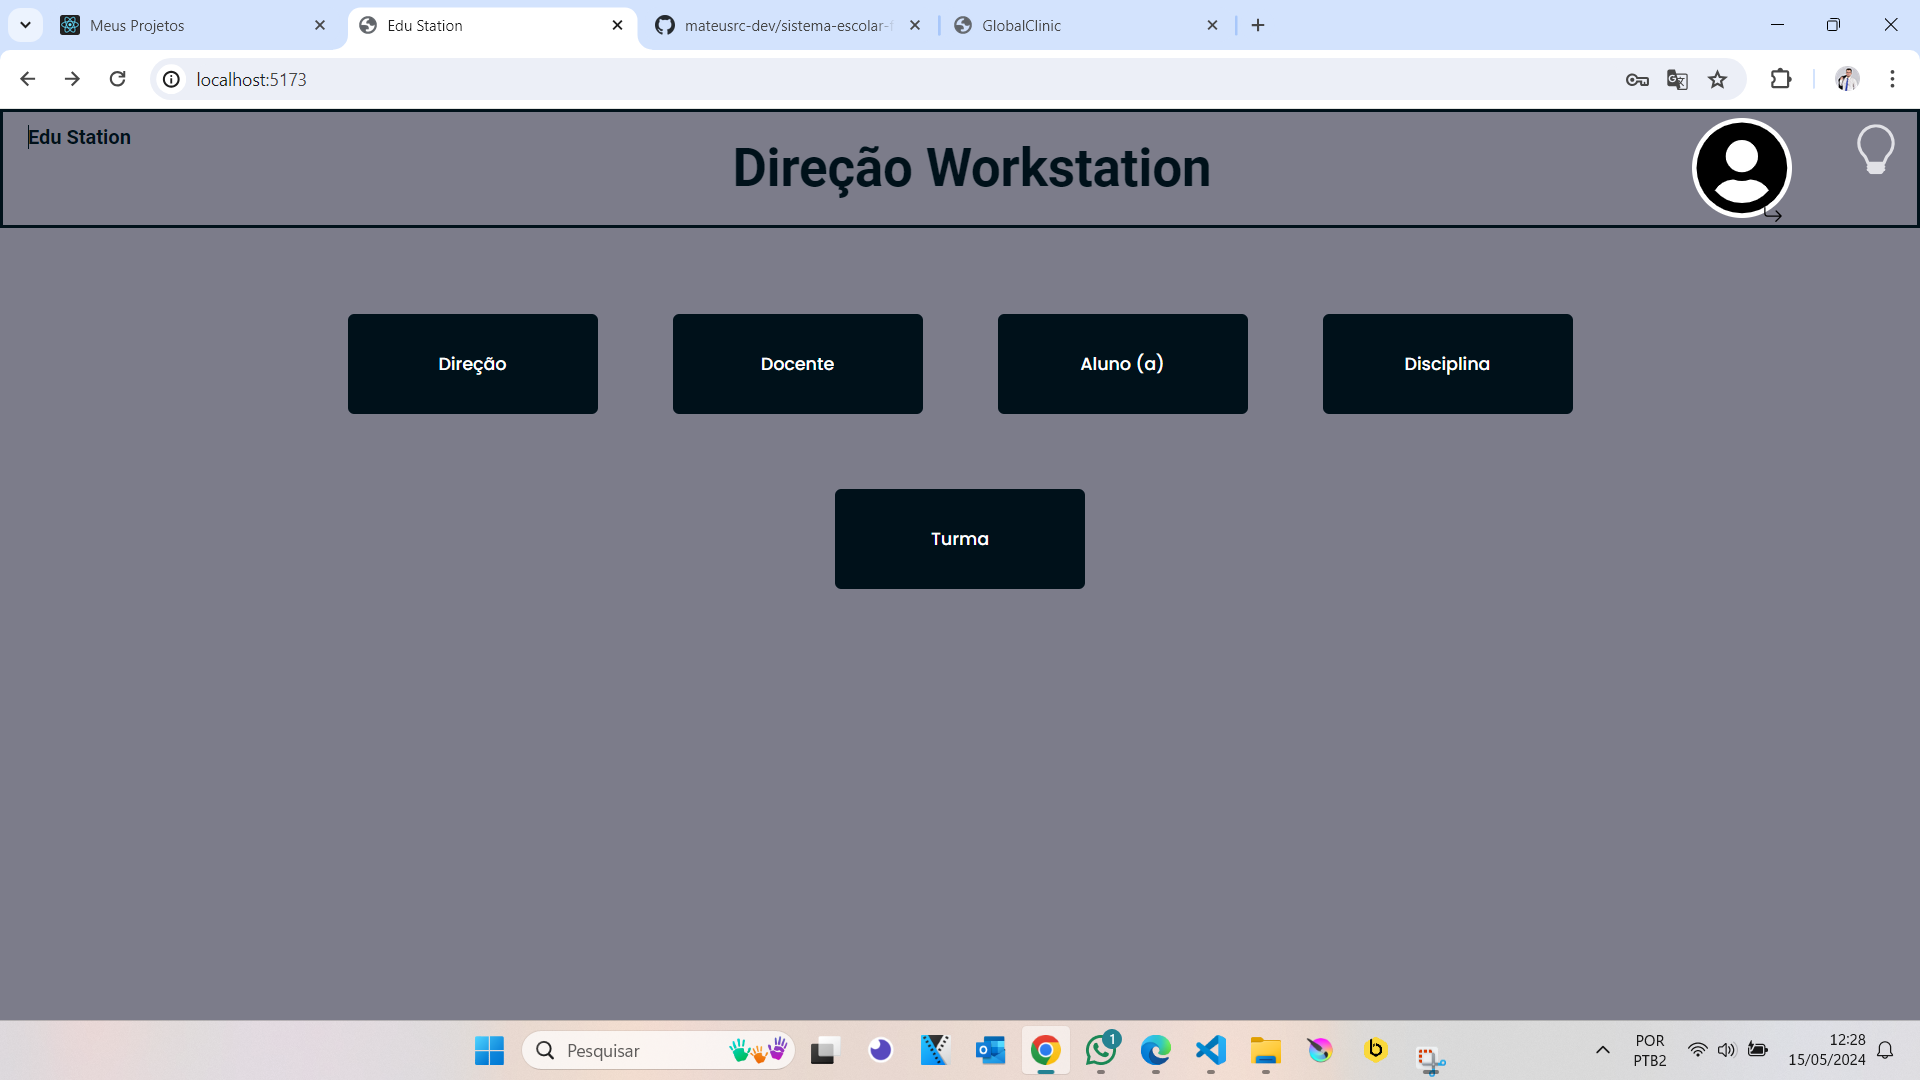 Meus Projetos
Edu Station
mateusrc-dev/sistema-escolar-
GlobalClinic
localhost:5173
Edu Station
Direção Workstation
Direção
Docente
Aluno (a)
Disciplina
Turma
Pesquisar
1
POR
PTB2
12:28
15/05/2024